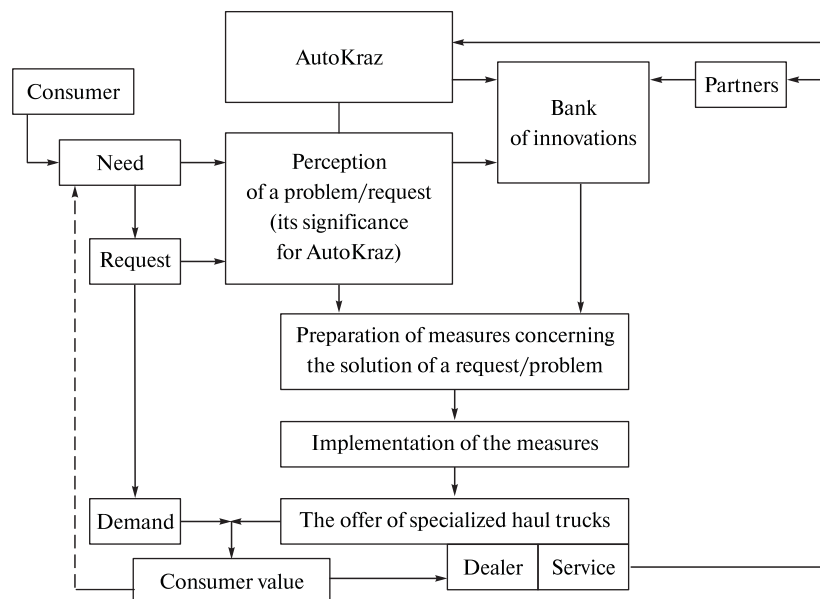 AutoKraz
Consumer
Partners
Bank
of innovations
Need
Perception
of a problem/request
(its significance
for AutoKraz)
Request
Preparation of measures concerning
the solution of a request/problem
Implementation of the measures
Demand
The offer of specialized haul trucks
Consumer value
Dealer
Service